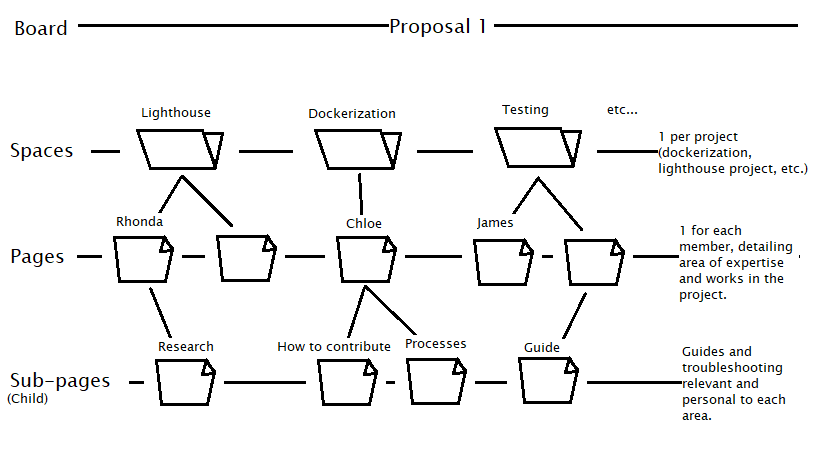 Board
Proposal 1
Lighthouse
Dockerization
Testing
etc...
Spaces
1 per project
(dockerization,
lighthouse project, etc.)
Rhonda
Chloe
James
Pages
1 for each
member, detailing
area of expertise
and works in the
project.
Research
How to contribute
Processes
Guide
Sub-pages
(Child)
Guides and
troubleshooting
relevant and
personal to each
area.